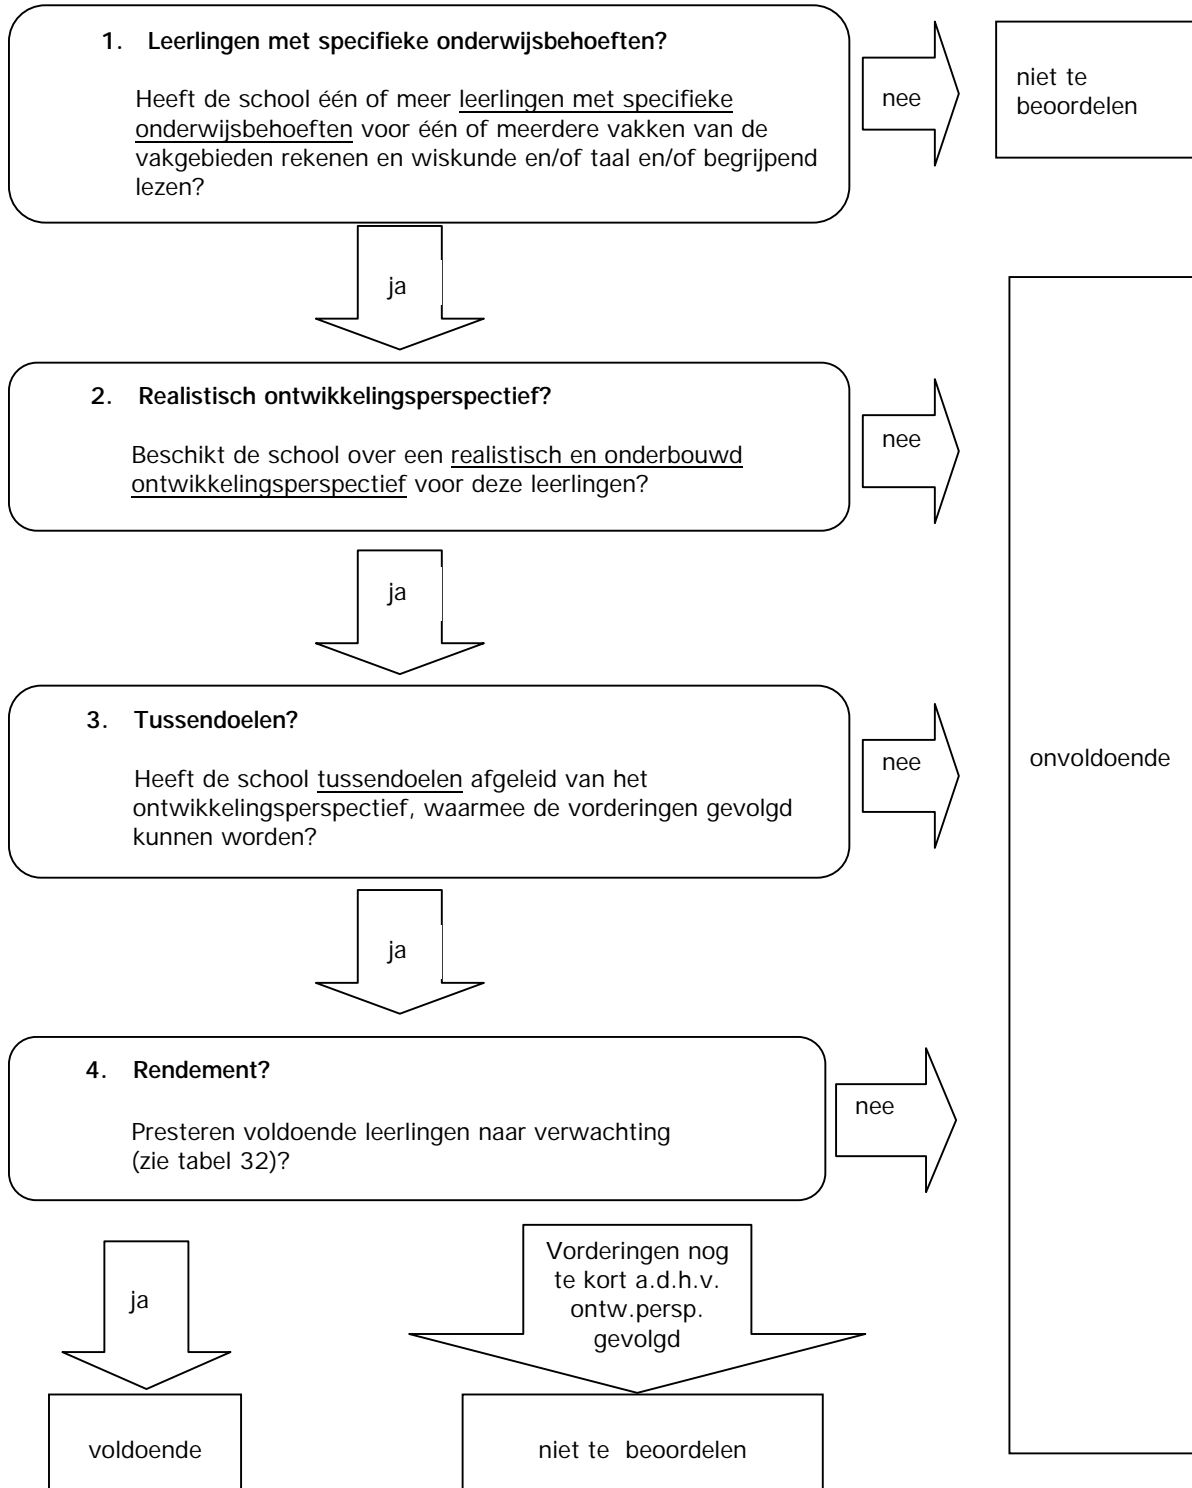 1. Leerlingen met specifieke onderwijsbehoeften?
Heeft de school één of meer leerlingen met specifieke
onderwijsbehoeften voor één of meerdere vakken van de
vakgebieden rekenen en wiskunde en/of taal en/of begrijpend
lezen?
nee
niet te
beoordelen
ja
2. Realistisch ontwikkelingsperspectief?
Beschikt de school over een realistisch en onderbouwd
ontwikkelingsperspectief voor deze leerlingen?
nee
ja
3. Tussendoelen?
Heeft de school tussendoelen afgeleid van het
ontwikkelingsperspectief, waarmee de vorderingen gevolgd
kunnen worden?
nee
onvoldoende
ja
4. Rendement?
Presteren voldoende leerlingen naar verwachting
(zie tabel 32)?
nee
ja
Vorderingen nog
te kort a.d.h.v.
ontw.persp.
gevolgd
voldoende
niet te beoordelen